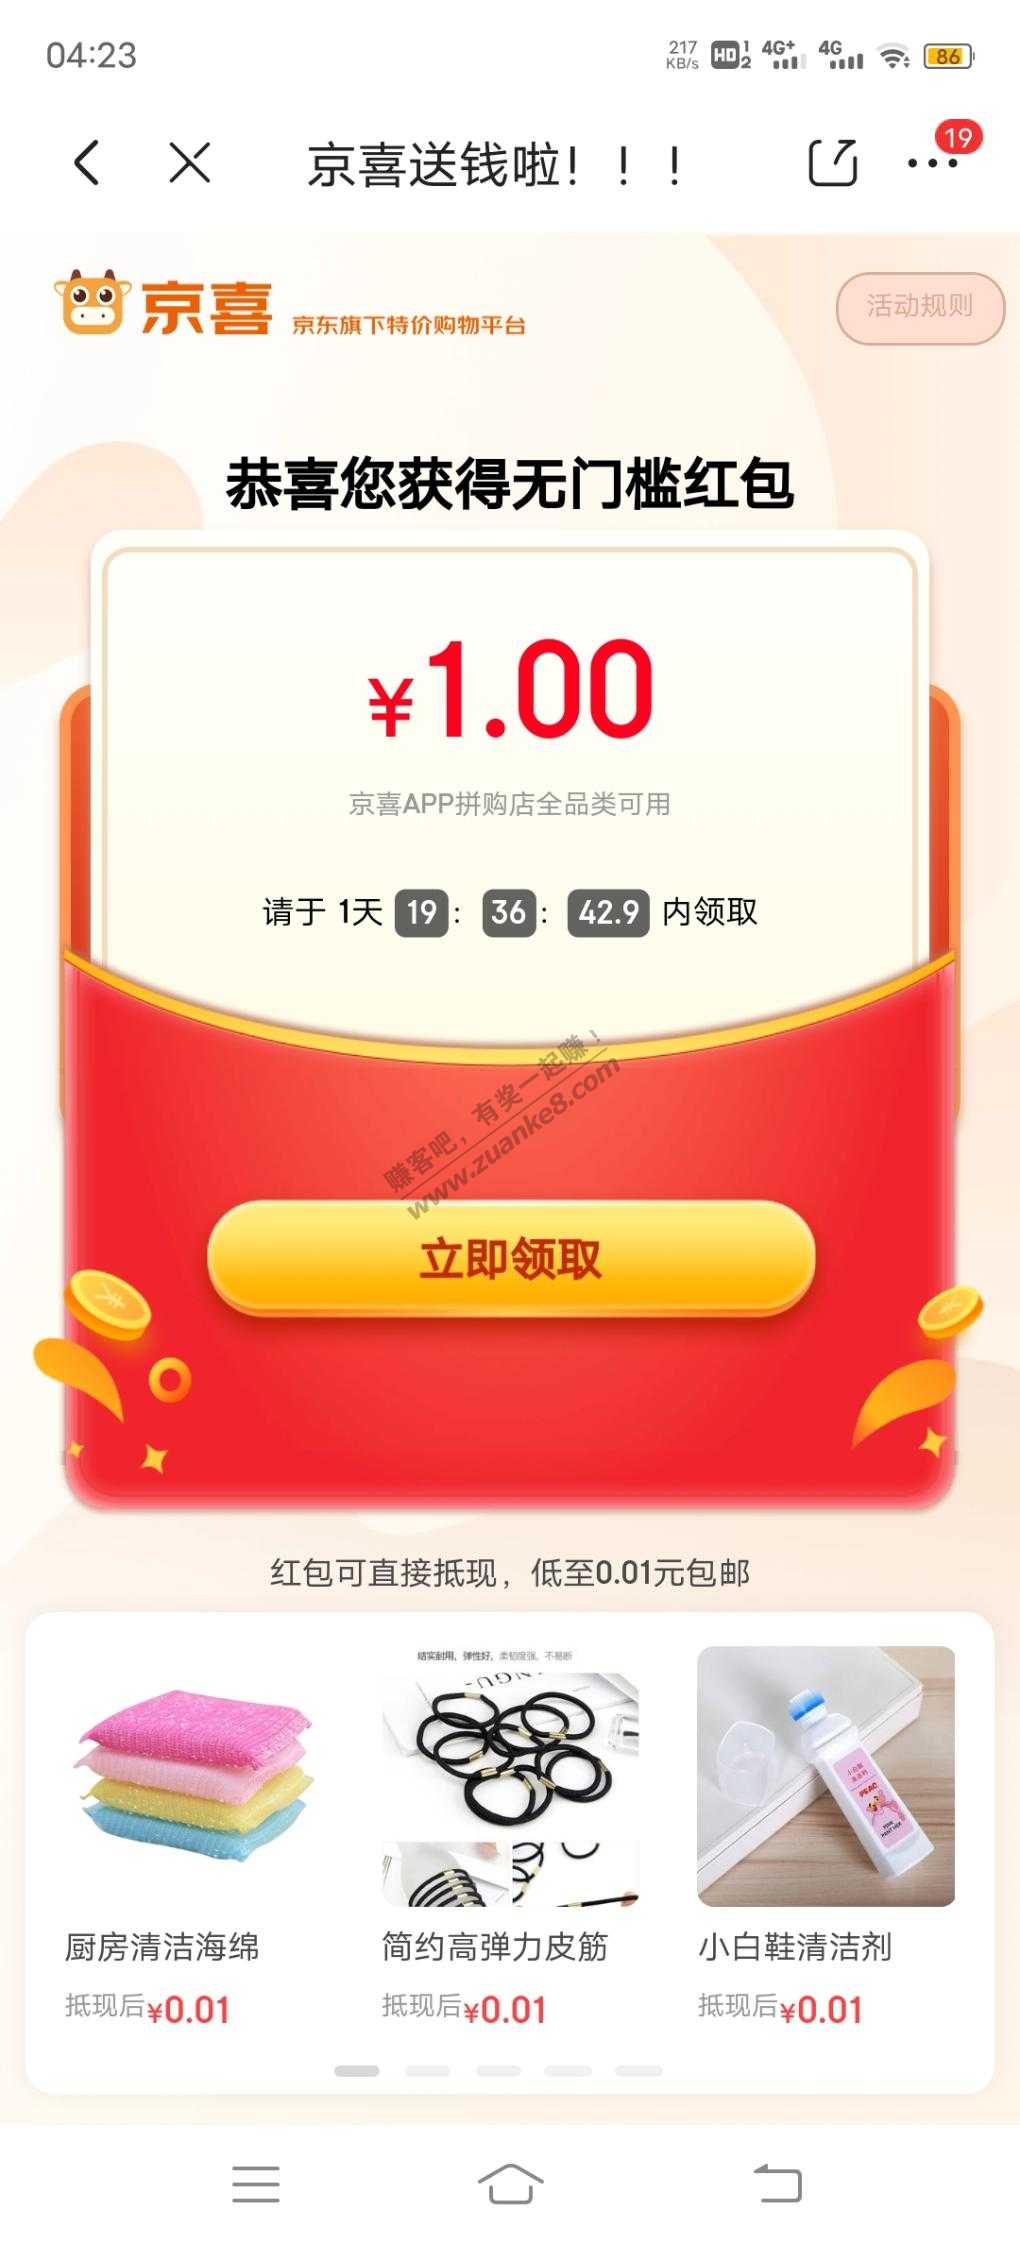 04:23
217
KB/s
HD 1 2
4G+
4G
86
京喜送钱啦！！！
19
京喜 京东旗下特价购物平台
活动规则
恭喜您获得无门槛红包
¥1.00
京喜APP拼购店全品类可用
请于 1天 19 : 36 : 42.9 内领取
赚客吧，有奖一起赚！
www.zuanke8.com
立即领取
红包可直接抵现，低至0.01元包邮
结实耐用，弹性好，柔韧度强，不易断
厨房清洁海绵
简约高弹力皮筋
小白鞋清洁剂
抵现后¥0.01
抵现后¥0.01
抵现后¥0.01